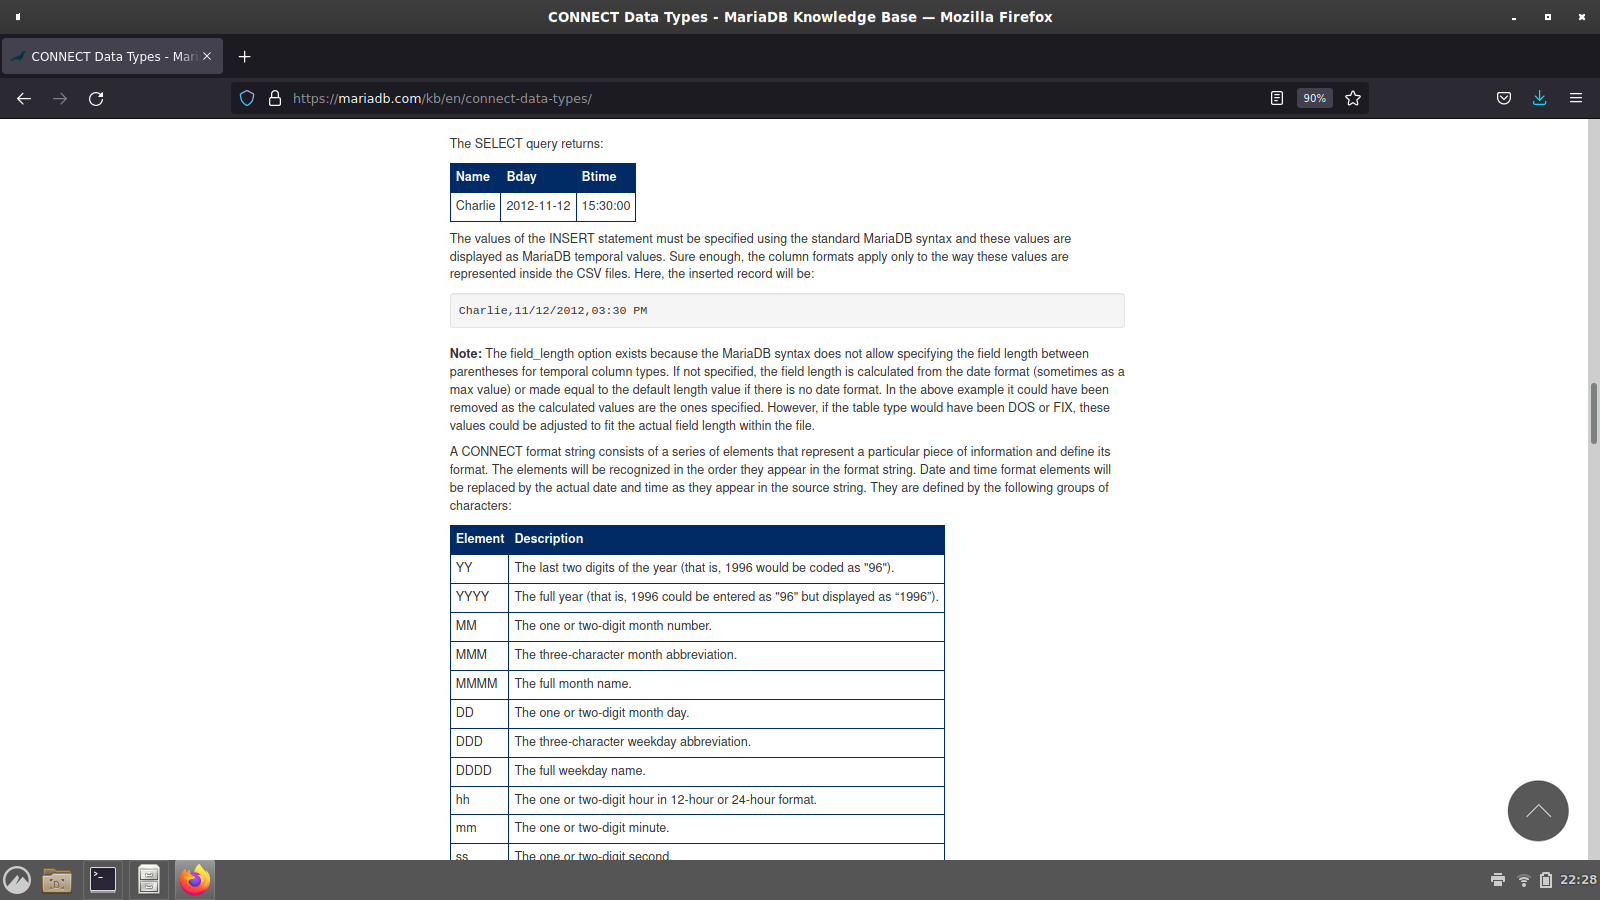 CONNECT Data Types - MariaDB Knowledge Base — Mozilla Firefox
CONNECT Data Types - Mari
https://mariadb.com/kb/en/connect-data-types/
90%
The SELECT query returns:
Name Bday Btime
Charlie 2012-11-12 15:30:00
The values of the INSERT statement must be specified using the standard MariaDB syntax and these values are
displayed as MariaDB temporal values. Sure enough, the column formats apply only to the way these values are
represented inside the CSV files. Here, the inserted record will be:
Charlie,11/12/2012,03:30 PM
Note: The field_length option exists because the MariaDB syntax does not allow specifying the field length between
parentheses for temporal column types. If not specified, the field length is calculated from the date format (sometimes as a
max value) or made equal to the default length value if there is no date format. In the above example it could have been
removed as the calculated values are the ones specified. However, if the table type would have been DOS or FIX, these
values could be adjusted to fit the actual field length within the file.
A CONNECT format string consists of a series of elements that represent a particular piece of information and define its
format. The elements will be recognized in the order they appear in the format string. Date and time format elements will
be replaced by the actual date and time as they appear in the source string. They are defined by the following groups of
characters:
Element Description
YY The last two digits of the year (that is, 1996 would be coded as "96").
YYYY The full year (that is, 1996 could be entered as "96" but displayed as “1996”).
MM The one or two-digit month number.
MMM The three-character month abbreviation.
MMMM The full month name.
DD The one or two-digit month day.
DDD The three-character weekday abbreviation.
DDDD The full weekday name.
hh The one or two-digit hour in 12-hour or 24-hour format.
mm The one or two-digit minute.
ss The one or two-digit second.
22:28